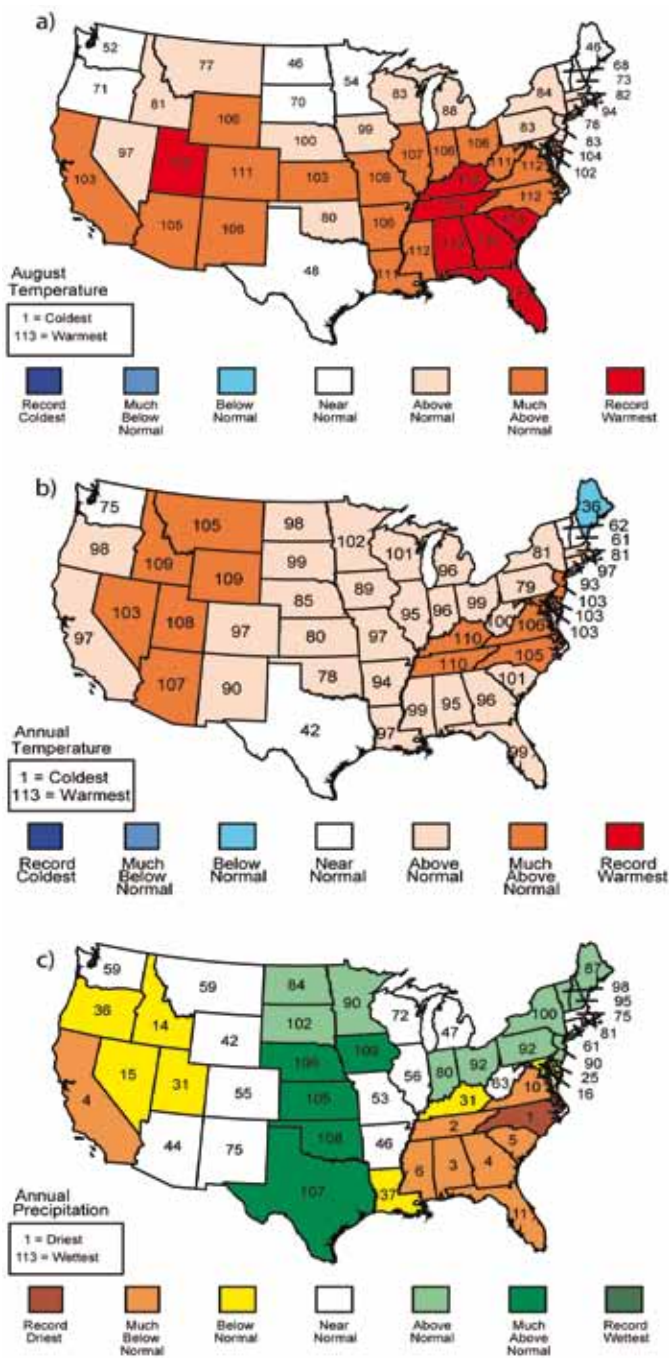 a)
52
71
77
46
54
46
68
73
82
94
76
83
104
102
81
106
70
83
88
84
83
103
97
111
100
99
107
106
106
111
112
103
105
106
80
106
112
112
111
48
August
Temperature
1 = Coldest
113 = Warmest
Record
Coldest
Much
Below
Normal
Below
Normal
Near
Normal
Above
Normal
Much
Above
Normal
Record
Warmest
b)
75
98
105
98
102
36
62
61
81
97
93
103
103
103
109
109
99
101
96
81
79
97
103
108
97
85
89
95
96
99
100
106
107
90
80
97
110
110
105
78
94
99
95
96
101
97
99
42
Annual
Temperature
1 = Coldest
113 = Warmest
Record
Coldest
Much
Below
Normal
Below
Normal
Near
Normal
Above
Normal
Much
Above
Normal
Record
Warmest
c)
59
36
59
84
90
87
98
95
75
81
61
90
25
16
14
42
102
72
47
100
92
4
15
31
55
109
56
80
92
83
10
44
75
105
53
31
2
1
108
46
5
6
3
4
107
37
11
Annual
Precipitation
1 = Driest
113 = Wettest
Record
Driest
Much
Below
Normal
Below
Normal
Near
Normal
Above
Normal
Much
Above
Normal
Record
Wettest